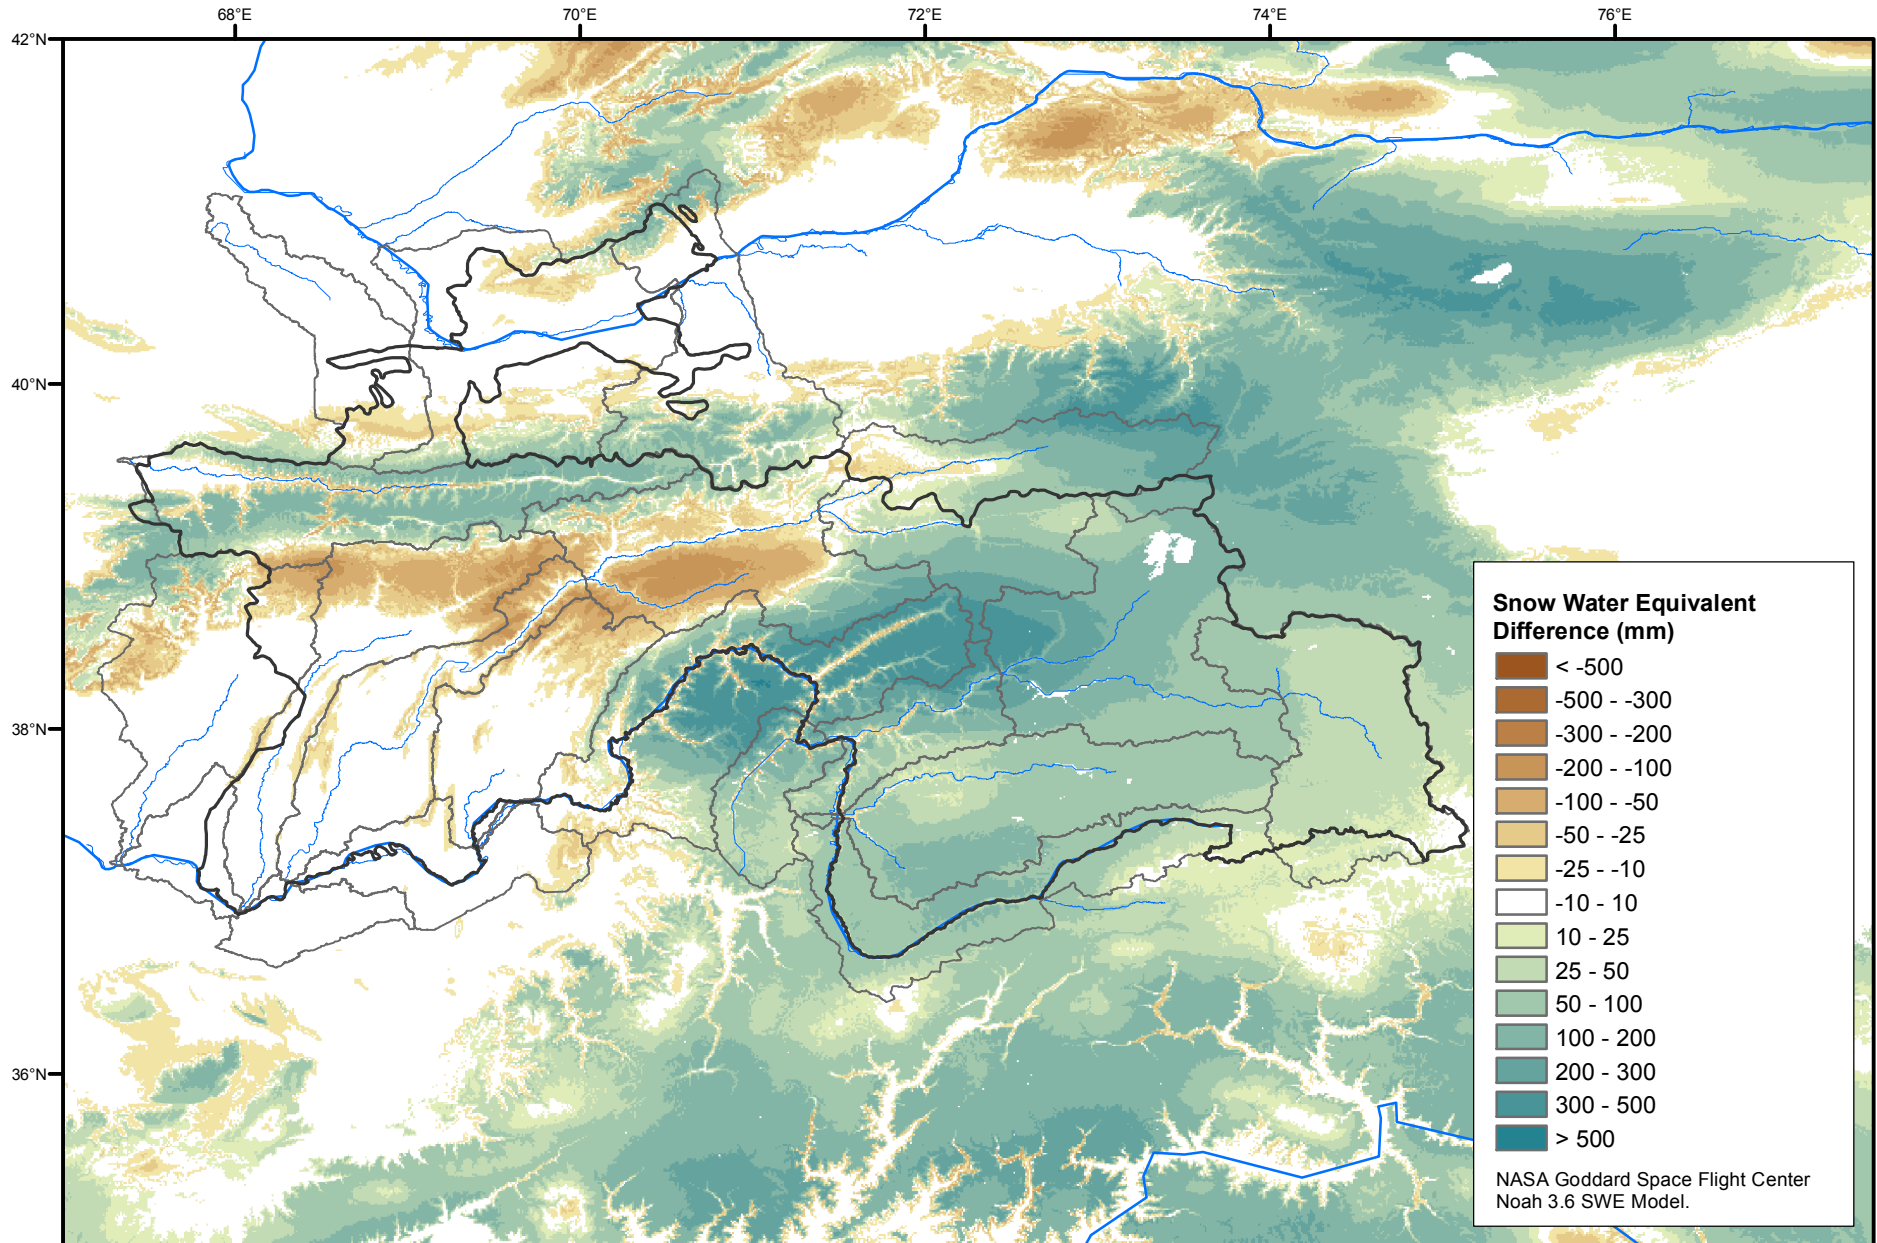 68°E
70°E
72°E
74°E
76°E
42°N
40°N
38°N
36°N
Snow Water Equivalent
Difference (mm)
< -500
-500 - -300
-300 - -200
-200 - -100
-100 - -50
-50 - -25
-25 - -10
-10 - 10
10 - 25
25 - 50
50 - 100
100 - 200
200 - 300
300 - 500
> 500
NASA Goddard Space Flight Center
Noah 3.6 SWE Model.